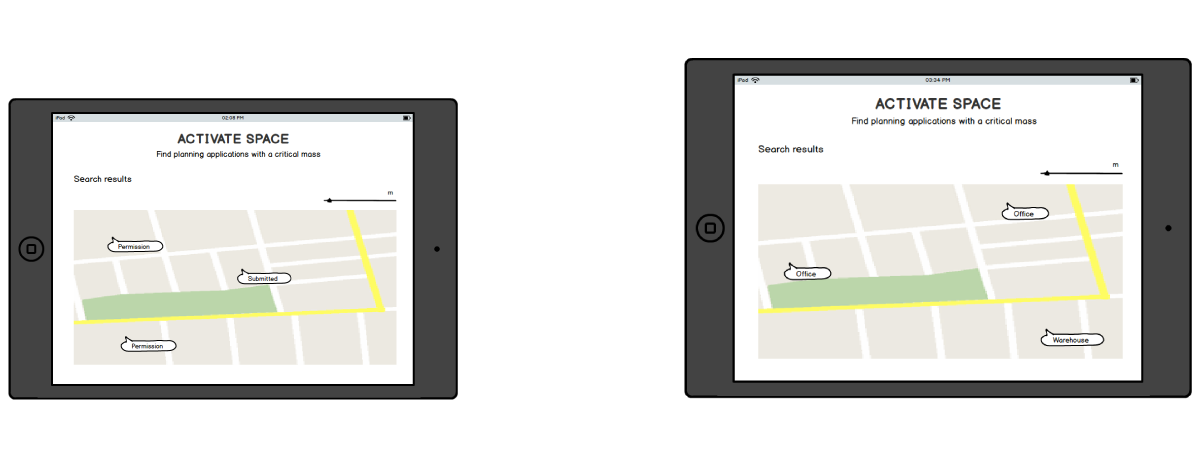 iPod 02:08 PM
ACTIVATE SPACE
Find planning applications with a critical mass
Search results
m
Permission
Submitted
Permission
iPod 03:34 PM
ACTIVATE SPACE
Find planning applications with a critical mass
Search results
m
Office
Office
Warehouse